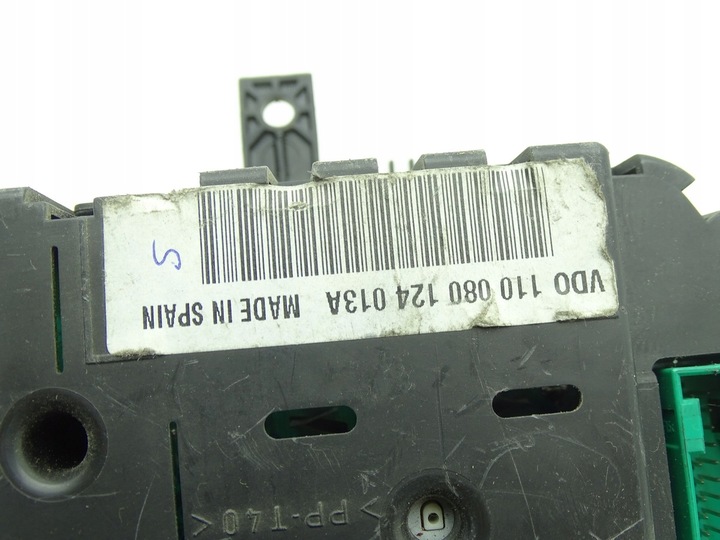 VDO 110 080 124 013A MADE IN SPAIN
S
>PP-T40<